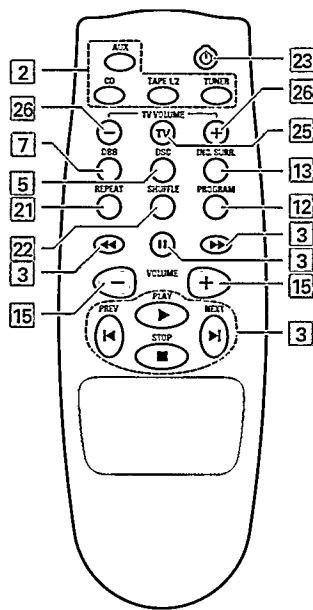 AUX
2
23
CD TAPE 1/2 TUNER
26
TV VOLUME
26
− TV +
25
7
DBB DSC INC. SURR.
13
5
REPEAT SHUFFLE PROGRAM
21
12
22
3
3
3
VOLUME
− +
15
15
PLAY
PREV NEXT
3
STOP